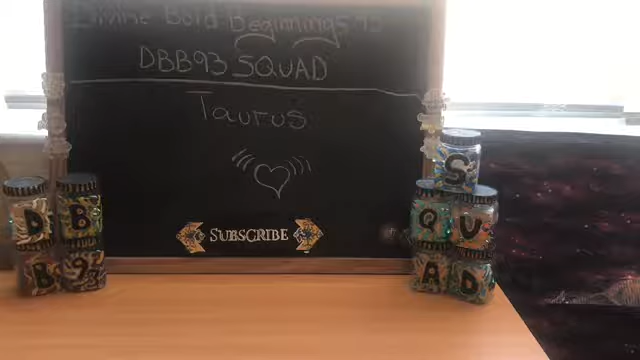 Divine Bold Beginnings 93
DBB93 SQUAD
Taurus
SUBSCRIBE
D B
B 93
S
Q U
A D